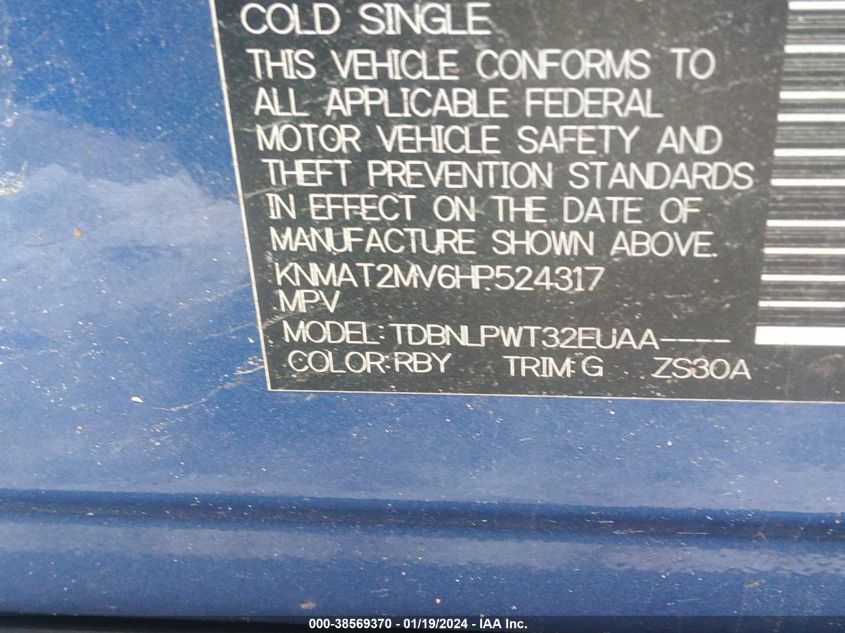 COLD SINGLE
THIS VEHICLE CONFORMS TO
ALL APPLICABLE FEDERAL
MOTOR VEHICLE SAFETY AND
THEFT PREVENTION STANDARDS
IN EFFECT ON THE DATE OF
MANUFACTURE SHOWN ABOVE.
KNMAT2MV6HP524317
MPV
MODEL:TDBNLPWT32EUAA-----
COLOR:RBY TRIM:G ZS30A
000-38569370 - 01/19/2024 - IAA Inc.